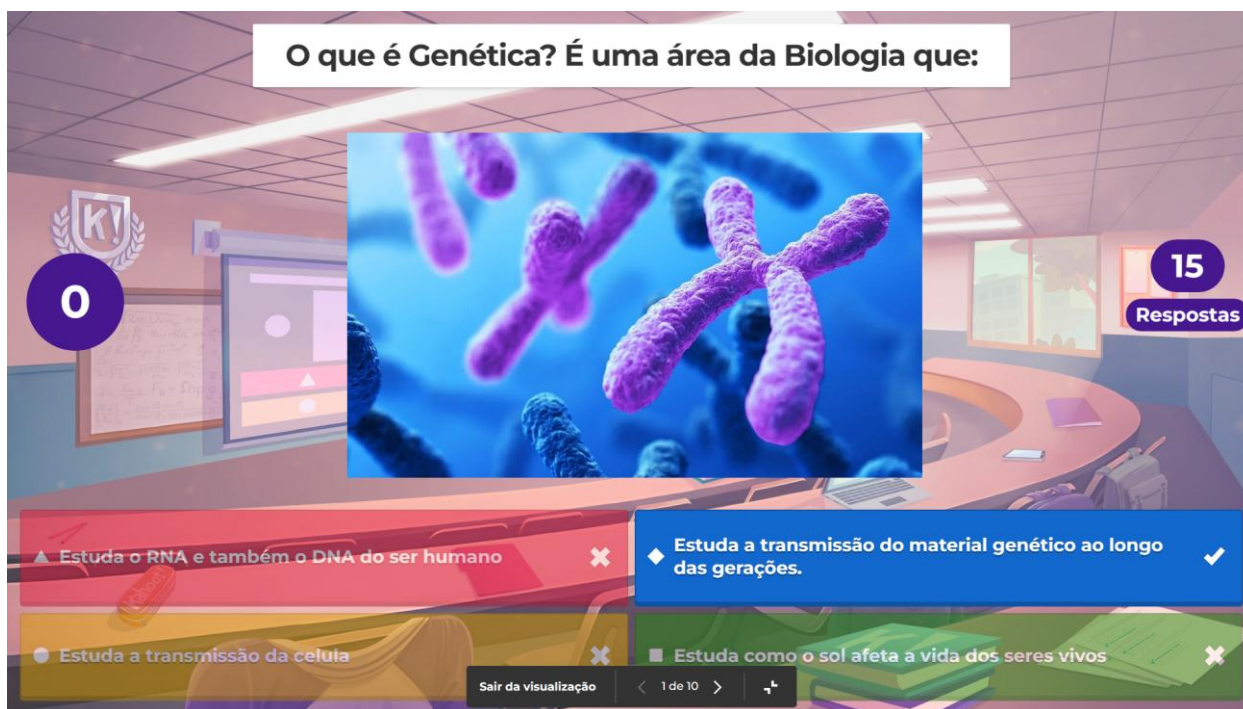 O que é Genética? É uma área da Biologia que:
K!
0
15
Respostas
Estuda o RNA e também o DNA do ser humano
Estuda a transmissão do material genético ao longo
das gerações.
Estuda a transmissão da celula
Estuda como o sol afeta a vida dos seres vivos
Kahoot!
K!
Sair da visualização
1 de 10